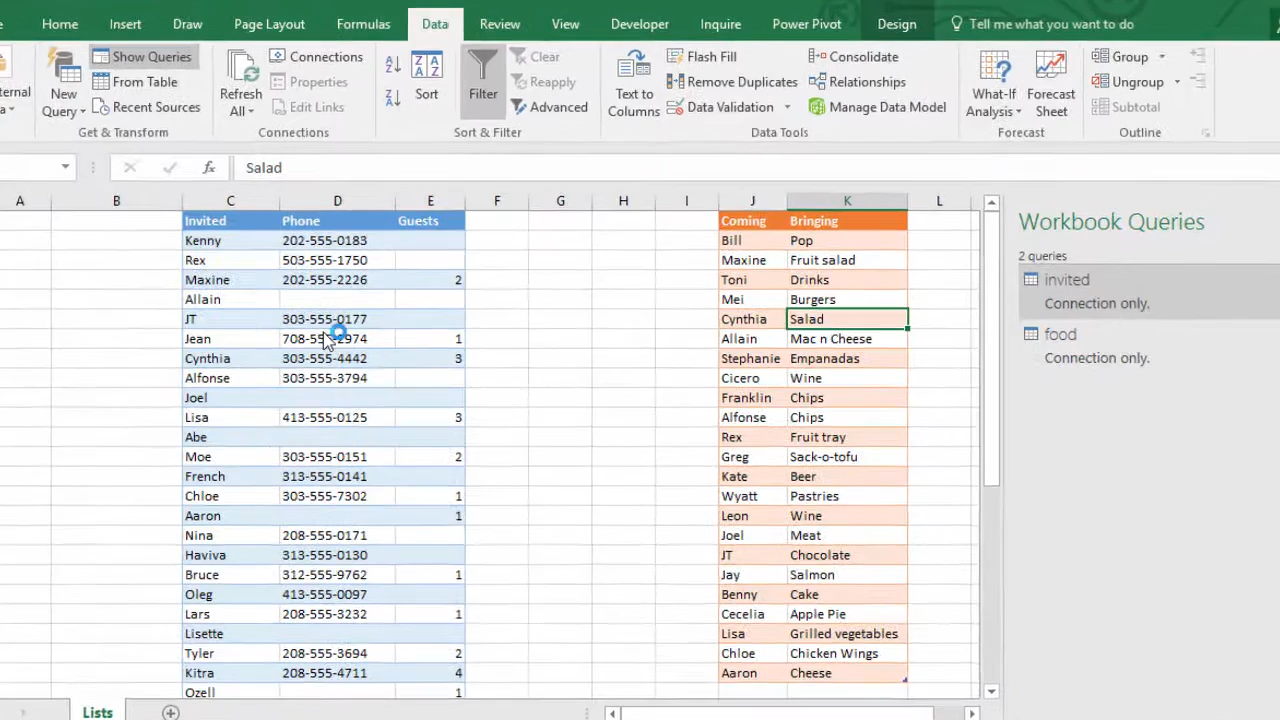 Home Insert Draw Page Layout Formulas Data Review View Developer Inquire Power Pivot Design Tell me what you want to do
Show Queries
From Table
Recent Sources
New
Query
Get & Transform
Refresh
All
Connections
Properties
Edit Links
Connections
Sort
Filter
Clear
Reapply
Advanced
Sort & Filter
Text to
Columns
Flash Fill
Remove Duplicates
Data Validation
Consolidate
Relationships
Manage Data Model
Data Tools
What-If
Analysis
Forecast
Sheet
Forecast
Group
Ungroup
Subtotal
Outline
fx Salad
A B C D E F G H I J K L
Invited Phone Guests
Kenny 202-555-0183
Rex 503-555-1750
Maxine 202-555-2226 2
Allain
JT 303-555-0177
Jean 1
Cynthia 303-555-4442 3
Alfonse 303-555-3794
Joel
Lisa 413-555-0125 3
Abe
Moe 303-555-0151 2
French 313-555-0141
Chloe 303-555-7302 1
Aaron 1
Nina 208-555-0171
Haviva 313-555-0130
Bruce 312-555-9762 1
Oleg 413-555-0097
Lars 208-555-3232 1
Lisette
Tyler 208-555-3694 2
Kitra 208-555-4711 4
Ozell 1
Coming Bringing
Bill Pop
Maxine Fruit salad
Toni Drinks
Mei Burgers
Cynthia Salad
Allain Mac n Cheese
Stephanie Empanadas
Cicero Wine
Franklin Chips
Alfonse Chips
Rex Fruit tray
Greg Sack-o-tofu
Kate Beer
Wyatt Pastries
Leon Wine
Joel Meat
JT Chocolate
Jay Salmon
Benny Cake
Cecelia Apple Pie
Lisa Grilled vegetables
Chloe Chicken Wings
Aaron Cheese
Workbook Queries
2 queries
invited
Connection only.
food
Connection only.
Lists